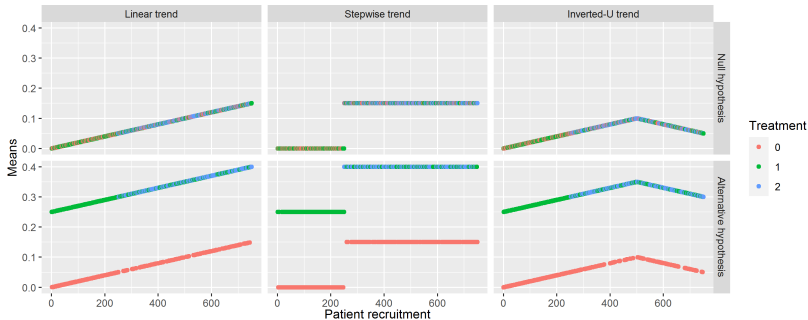 Linear trend
Stepwise trend
Inverted-U trend
0.4
0.3
0.2
0.1
0.0
Null hypothesis
0.4
0.3
0.2
0.1
0.0
Alternative hypothesis
Means
0 200 400 600
0 200 400 600
0 200 400 600
Patient recruitment
Treatment
0
1
2